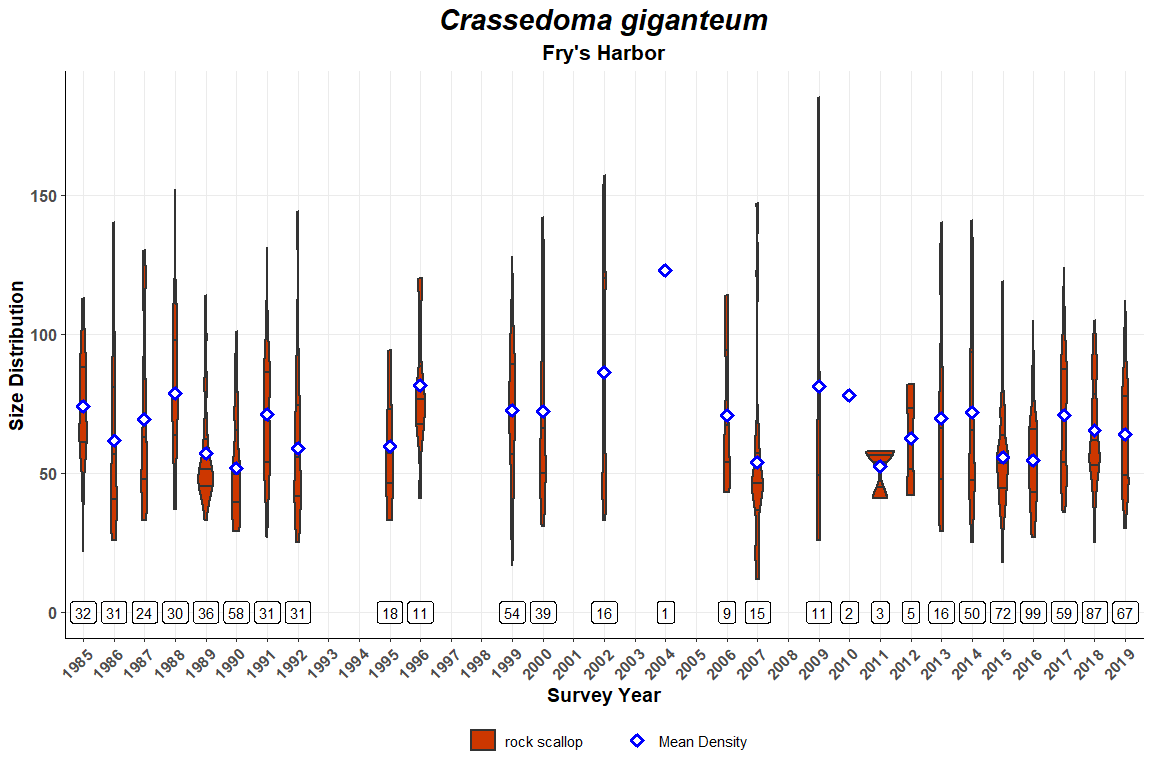 Crassedoma giganteum
Fry's Harbor
Size Distribution
150
100
50
0
32 31 24 30 36 58 31 31 18 11 54 39 16 1 9 15 11 2 3 5 16 50 72 99 59 87 67
1985 1986 1987 1988 1989 1990 1991 1992 1993 1994 1995 1996 1997 1998 1999 2000 2001 2002 2003 2004 2005 2006 2007 2008 2009 2010 2011 2012 2013 2014 2015 2016 2017 2018 2019
Survey Year
rock scallop Mean Density